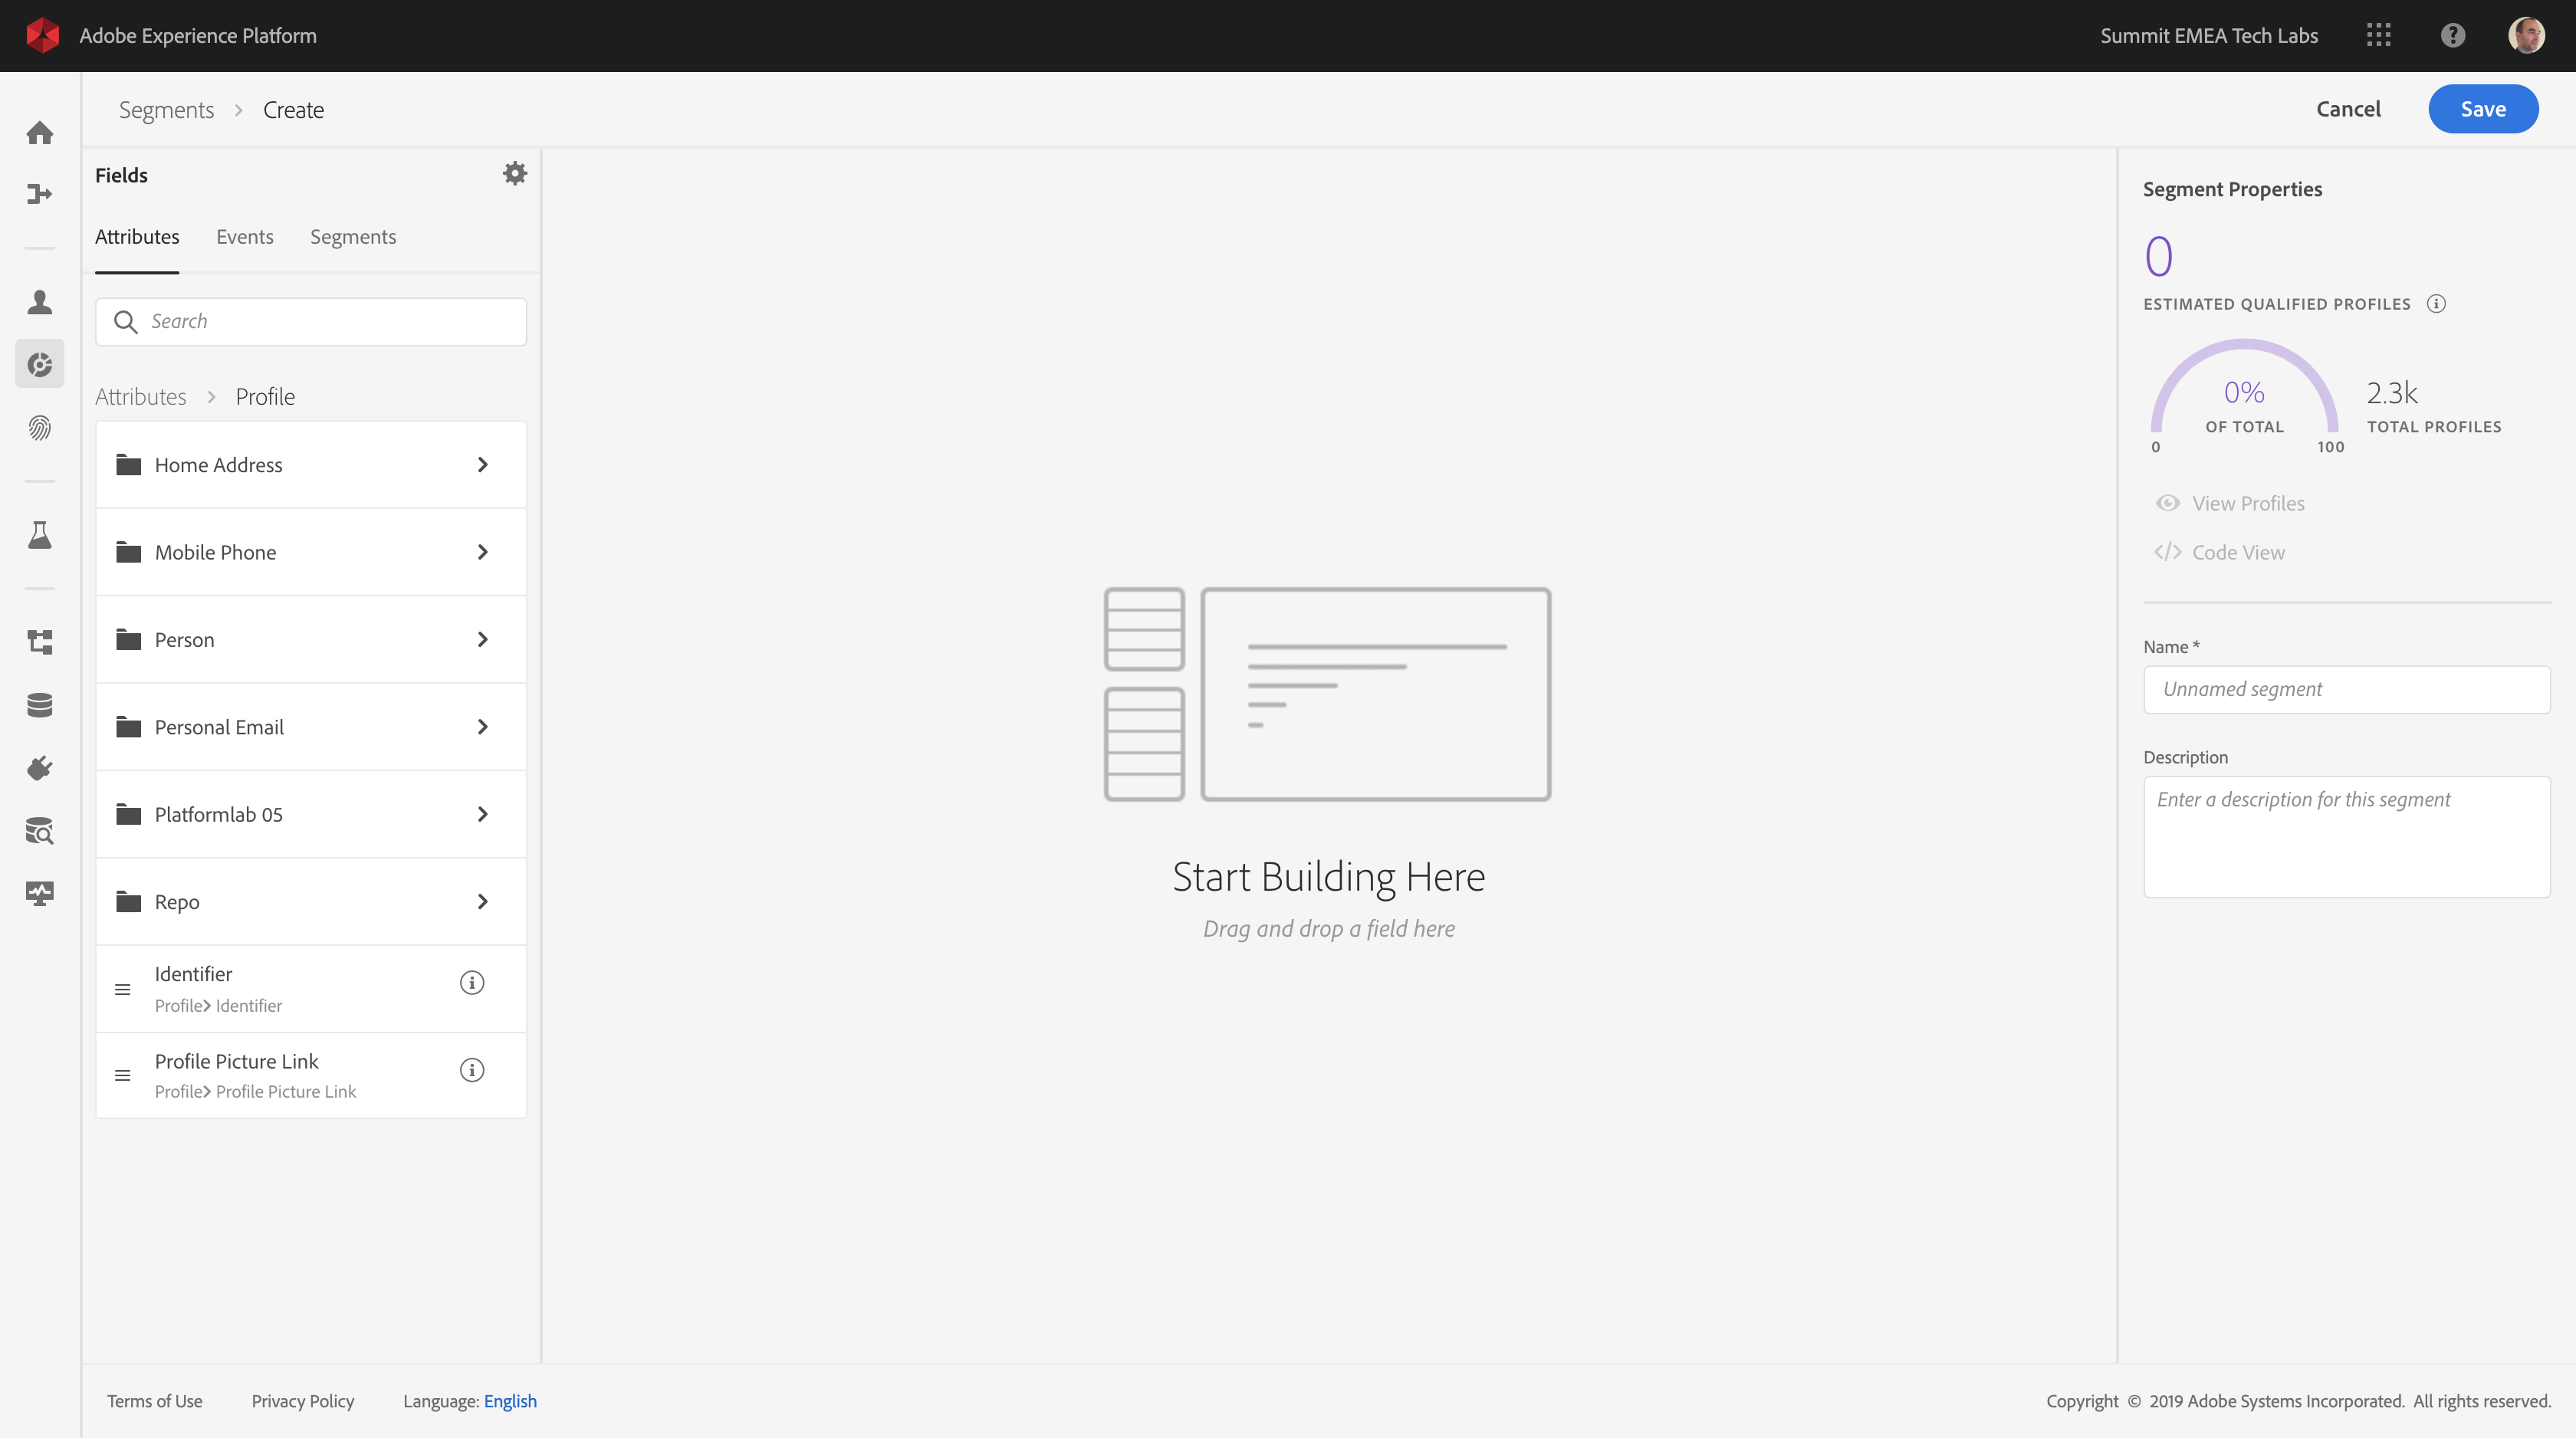 Adobe Experience Platform
Summit EMEA Tech Labs
?
Segments > Create
Cancel
Save
Fields
Attributes
Events
Segments
Search
Attributes > Profile
Home Address
Mobile Phone
Person
Personal Email
Platformlab 05
Repo
Identifier
Profile> Identifier
Profile Picture Link
Profile> Profile Picture Link
Start Building Here
Drag and drop a field here
Segment Properties
0
ESTIMATED QUALIFIED PROFILES
0%
OF TOTAL
0
100
2.3k
TOTAL PROFILES
View Profiles
</> Code View
Name *
Unnamed segment
Description
Enter a description for this segment
Terms of Use
Privacy Policy
Language: English
Copyright © 2019 Adobe Systems Incorporated. All rights reserved.